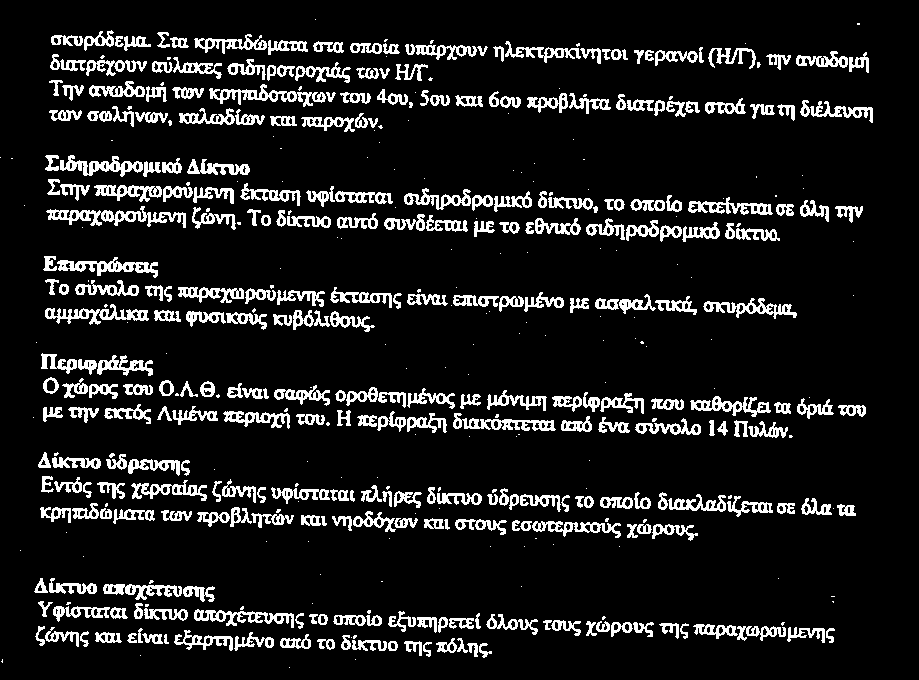 σκυρόδεμα. Στα κρηπιδώματα στα οποία υπάρχουν ηλεκτροκίνητοι γερανοί (Η/Γ), την ανωδομή
διατρέχουν αύλακες σιδηροτροχιάς των Η/Γ.
Την ανωδομή των κρηπιδοτοίχων του 4ου, 5ου και 6ου προβλήτα διατρέχει στοά για τη διέλευση
των σωλήνων, καλωδίων και παροχών.
Σιδηροδρομικό Δίκτυο
Στην παραχωρούμενη έκταση υφίσταται σιδηροδρομικό δίκτυο, το οποίο εκτείνεται σε όλη την
παραχωρούμενη ζώνη. Το δίκτυο αυτό συνδέεται με το εθνικό σιδηροδρομικό δίκτυο.
Επιστρώσεις
Το σύνολο της παραχωρούμενης έκτασης είναι επιστρωμένο με ασφαλτικά, σκυρόδεμα,
αμμοχάλικα και φυσικούς κυβόλιθους.
Περιφράξεις
Ο χώρος του Ο.Λ.Θ. είναι σαφώς οροθετημένος με μόνιμη περίφραξη που καθορίζει τα όριά του
με την εκτός Λιμένα περιοχή του. Η περίφραξη διακόπτεται από ένα σύνολο 14 Πυλών.
Δίκτυο ύδρευσης
Εντός της χερσαίας ζώνης υφίσταται πλήρες δίκτυο ύδρευσης το οποίο διακλαδίζεται σε όλα τα
κρηπιδώματα των προβλητών και νηοδόχων και στους εσωτερικούς χώρους.
Δίκτυο αποχέτευσης
Υφίσταται δίκτυο αποχέτευσης το οποίο εξυπηρετεί όλους τους χώρους της παραχωρούμενης
ζώνης και είναι εξαρτημένο από το δίκτυο της πόλης.